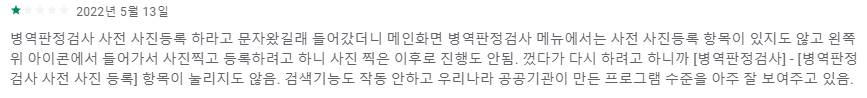 2022년 5월 13일
병역판정검사 사전 사진등록 하라고 문자왔길래 들어갔더니 메인화면 병역판정검사 메뉴에서는 사전 사진등록 항목이 있지도 않고 왼쪽
위 아이콘에서 들어가서 사진찍고 등록하려고 하니 사진 찍은 이후로 진행도 안됨. 껐다가 다시 하려고 하니까 [병역판정검사] - [병역판정
검사 사전 사진 등록] 항목이 눌리지도 않음. 검색기능도 작동 안하고 우리나라 공공기관이 만든 프로그램 수준을 아주 잘 보여주고 있음.